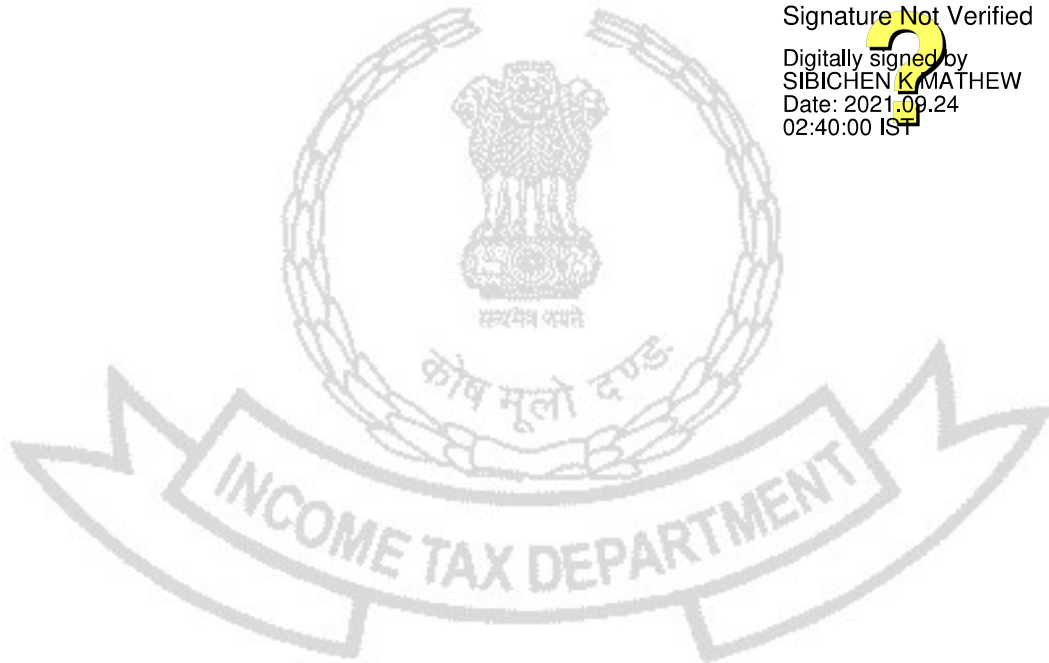 Signature Not Verified
Digitally signed by
SIBICHEN K MATHEW
Date: 2021.09.24
02:40:00 IST
सत्यमेव जयते
कोष मूलो दण्ड
INCOME TAX DEPARTMENT